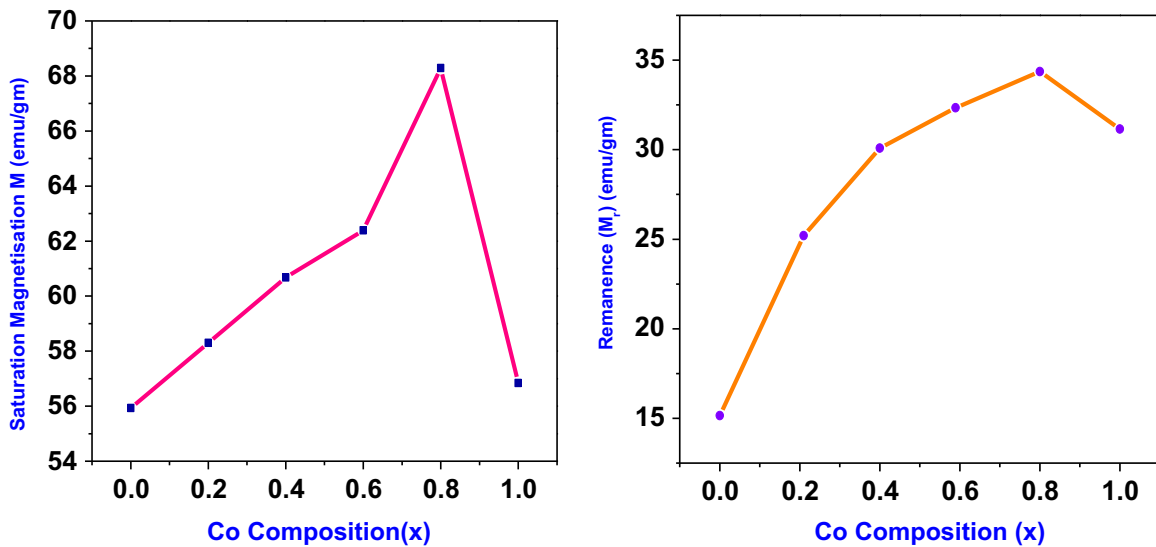 Saturation Magnetisation M (emu/gm)
70
68
66
64
62
60
58
56
54
0.0 0.2 0.4 0.6 0.8 1.0
Co Composition(x)
Remanence (Mr) (emu/gm)
35
30
25
20
15
0.0 0.2 0.4 0.6 0.8 1.0
Co Composition (x)